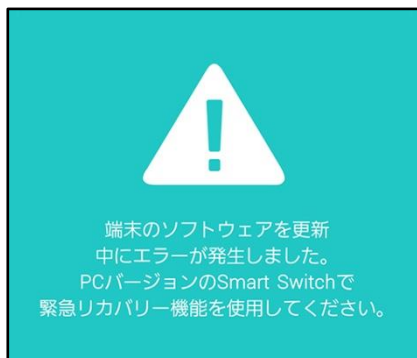 端末のソフトウェアを更新
中にエラーが発生しました。
PCバージョンのSmart Switchで
緊急リカバリー機能を使用してください。